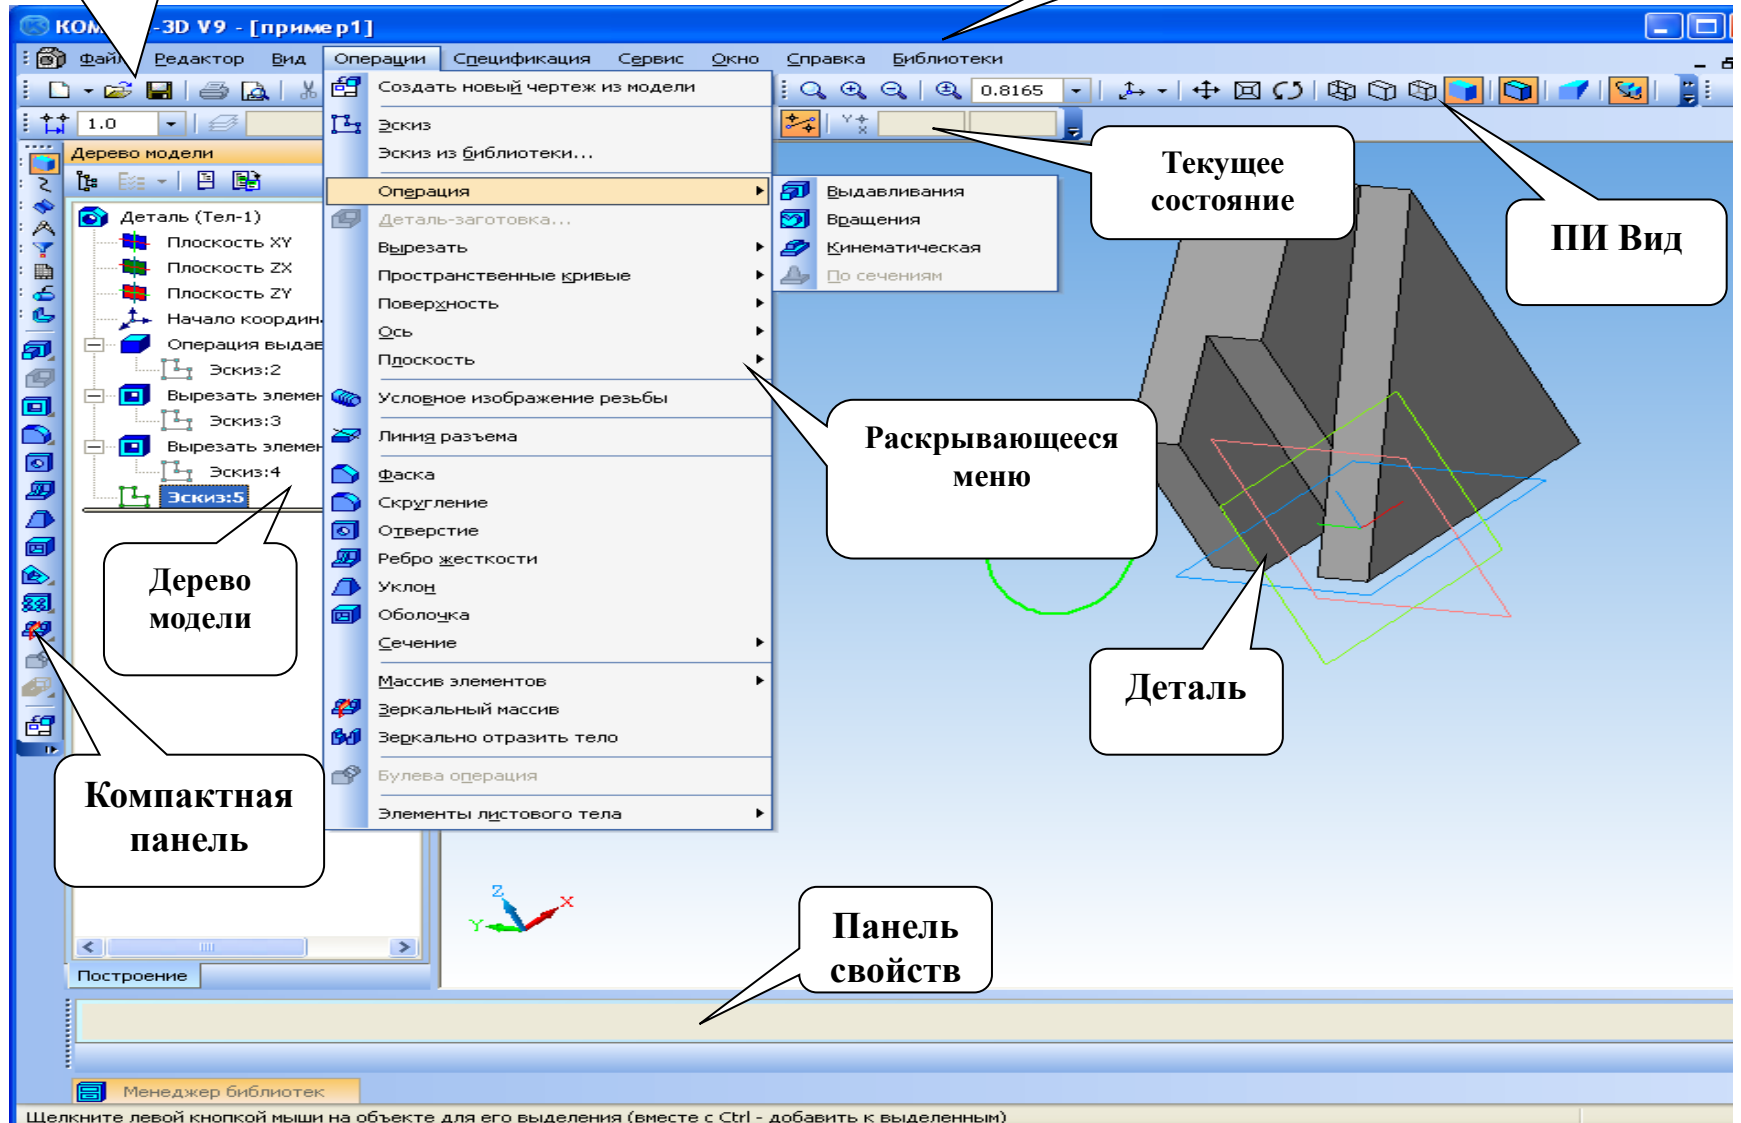 КОМ -3D V9 - [пример1]
Файл Редактор Вид Операции Спецификация Сервис Окно Справка Библиотеки
0.8165
1.0
Y X
Дерево модели
Деталь (Тел-1)
Плоскость XY
Плоскость ZX
Плоскость ZY
Начало координ
Операция выдав
Эскиз:2
Вырезать элемен
Эскиз:3
Вырезать элемен
Эскиз:4
Эскиз:5
Построение
Создать новый чертеж из модели
Эскиз
Эскиз из библиотеки...
Операция
Деталь-заготовка...
Вырезать
Пространственные кривые
Поверхность
Ось
Плоскость
Условное изображение резьбы
Линия разъема
Фаска
Скругление
Отверстие
Ребро жесткости
Уклон
Оболочка
Сечение
Массив элементов
Зеркальный массив
Зеркально отразить тело
Булева операция
Элементы листового тела
Выдавливания
Вращения
Кинематическая
По сечениям
Текущее
состояние
ПИ Вид
Раскрывающееся
меню
Дерево
модели
Деталь
Компактная
панель
Панель
свойств
Z
X
Y
Менеджер библиотек
Щелкните левой кнопкой мыши на объекте для его выделения (вместе с Ctrl - добавить к выделенным)